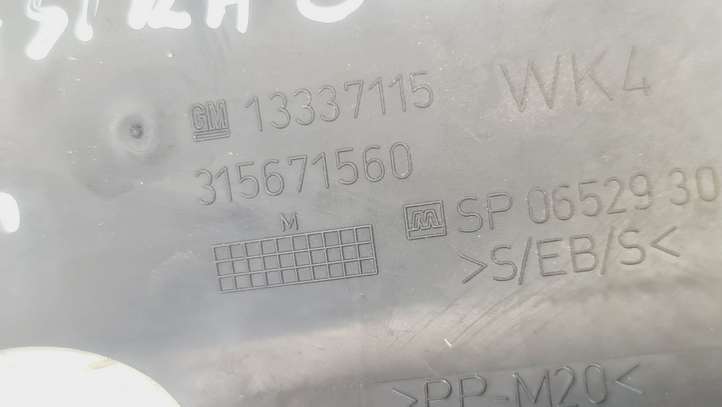 GM 13337115
WK4
315671560
M
SP 06529 30
>S/EB/S<
>PP-M20<